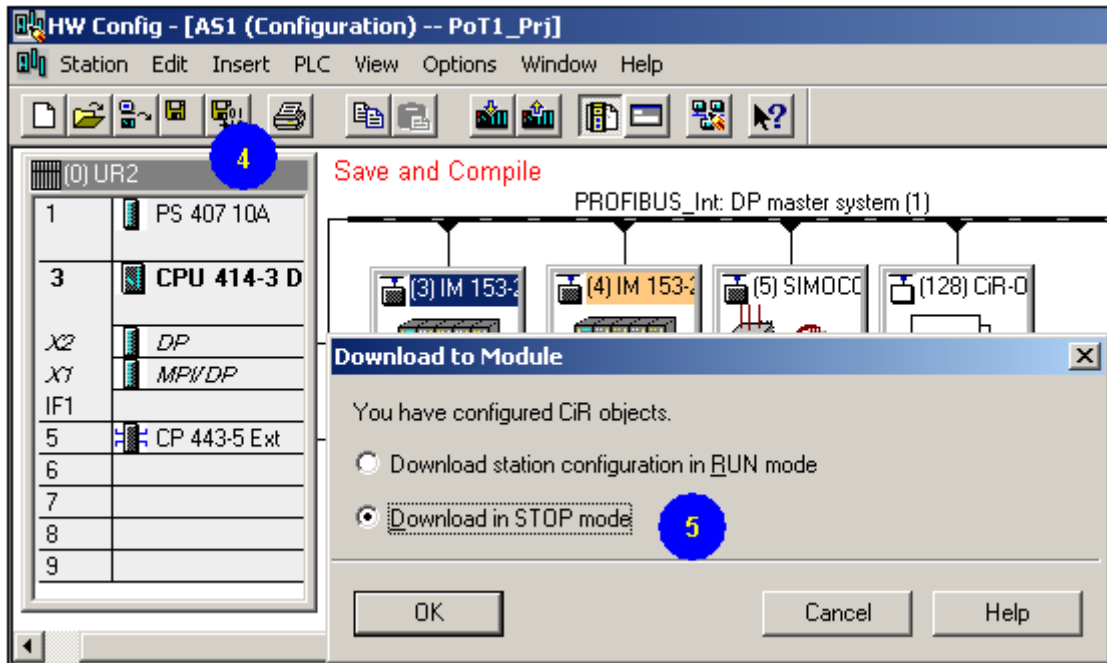 HW Config - [AS1 (Configuration) -- PoT1_Prj]
Station Edit Insert PLC View Options Window Help
4
(0) UR2
1 PS 407 10A
3 CPU 414-3 D
X2 DP
X1 MPI/DP
IF1
5 CP 443-5 Ext
6
7
8
9
Save and Compile
PROFIBUS_Int: DP master system (1)
(3) IM 153-2
(4) IM 153-2
(5) SIMOCO
(128) CiR-O
Download to Module
You have configured CiR objects.
Download station configuration in RUN mode
Download in STOP mode
5
OK Cancel Help